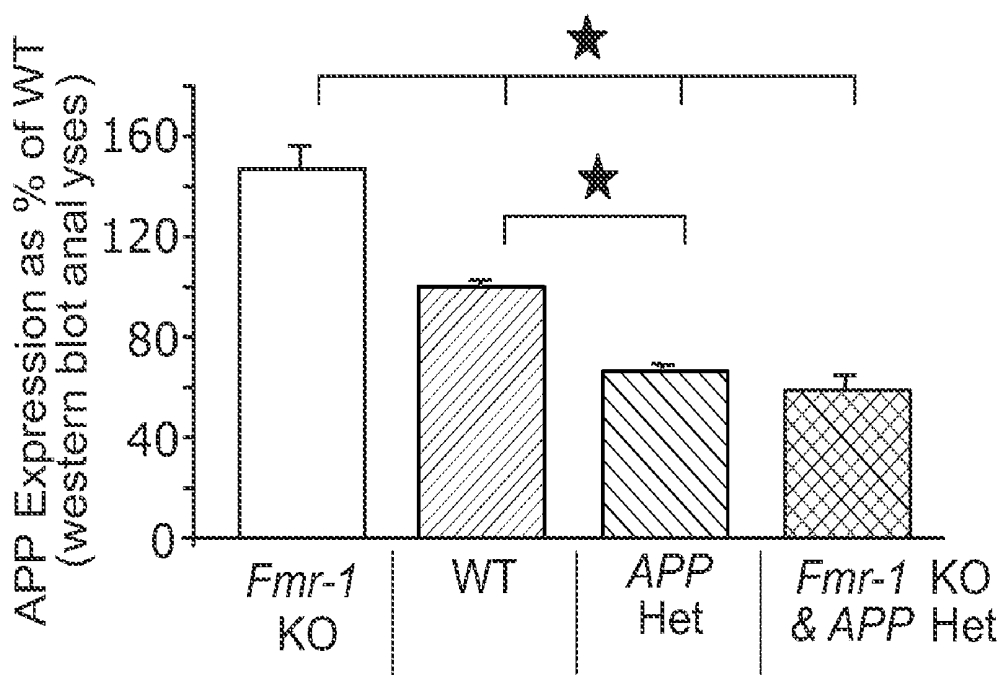 APP Expression as % of WT
(western blot analyses)
160
120
80
40
0
Fmr-1
KO
WT
APP
Het
Fmr-1 KO
& APP Het